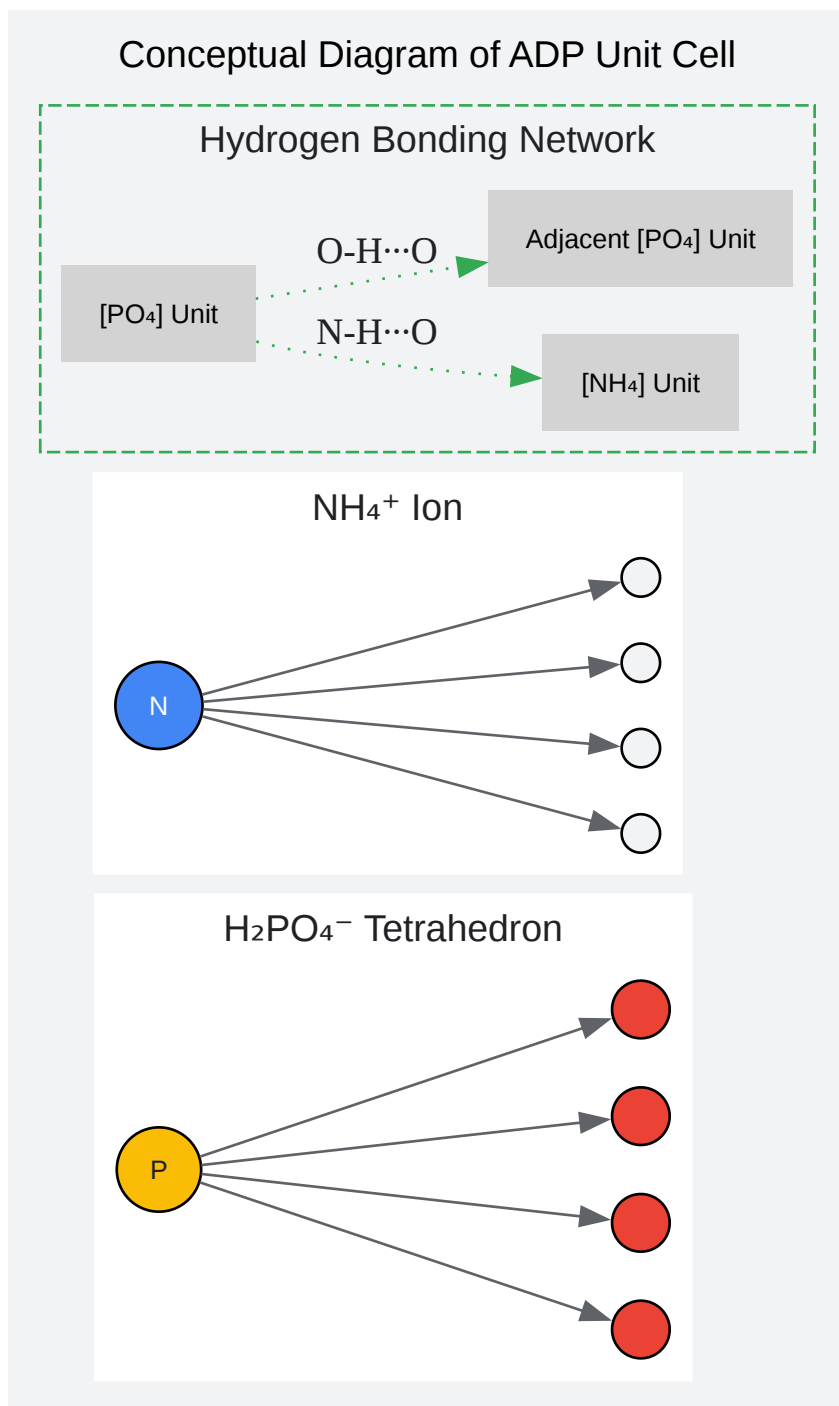 Conceptual Diagram of ADP Unit Cell
Hydrogen Bonding Network
Adjacent [PO₄] Unit
O-H···O
[PO₄] Unit
N-H···O
[NH₄] Unit
NH₄⁺ Ion
N
H₂PO₄⁻ Tetrahedron
P